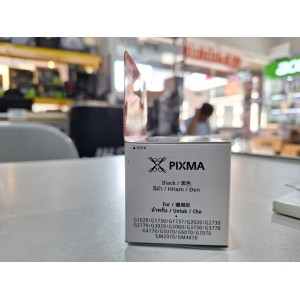 OPEN
PIXMA
Black / 黑色
สีดำ / Hitam / Đen
For / 適用於
สำหรับ / Untuk / Cho
G1020/G1730/G1737/G2020/G2730
G2770/G3020/G3060/G3730/G3770
G4770/G5070/G6070/G7070
GM2070/GM4070